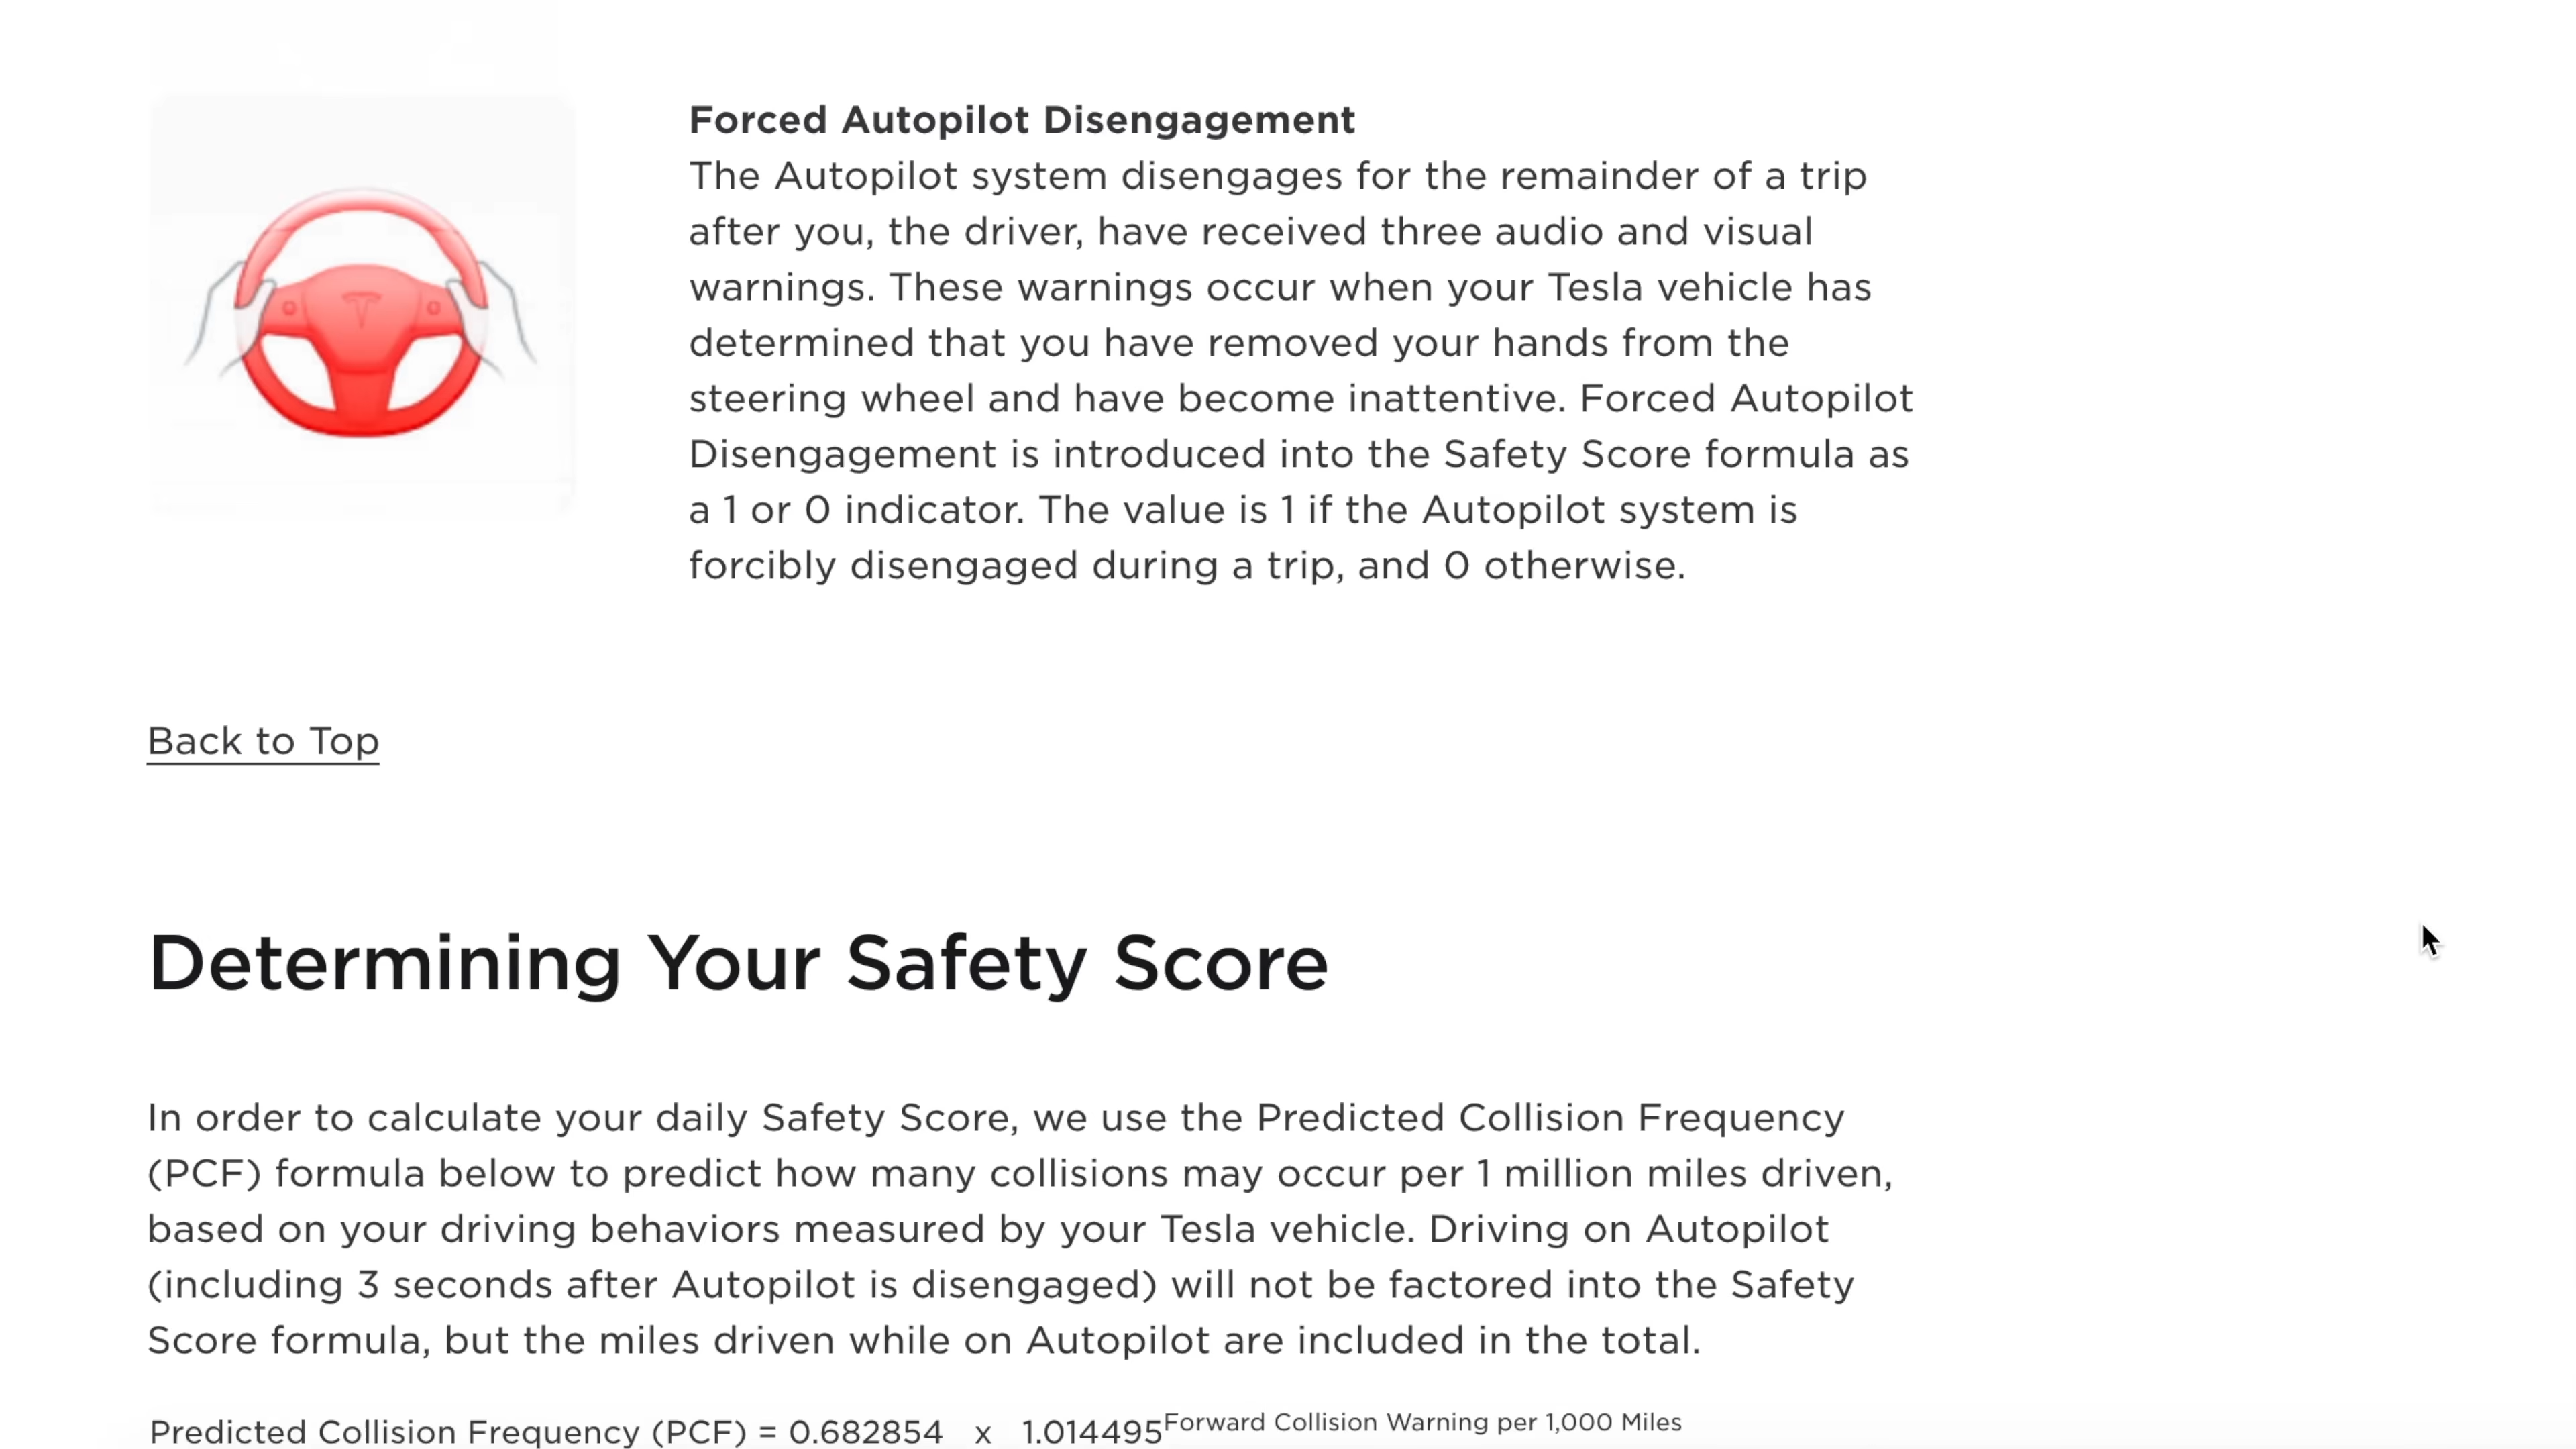 Forced Autopilot Disengagement
The Autopilot system disengages for the remainder of a trip
after you, the driver, have received three audio and visual
warnings. These warnings occur when your Tesla vehicle has
determined that you have removed your hands from the
steering wheel and have become inattentive. Forced Autopilot
Disengagement is introduced into the Safety Score formula as
a 1 or 0 indicator. The value is 1 if the Autopilot system is
forcibly disengaged during a trip, and 0 otherwise.
Back to Top
Determining Your Safety Score
In order to calculate your daily Safety Score, we use the Predicted Collision Frequency
(PCF) formula below to predict how many collisions may occur per 1 million miles driven,
based on your driving behaviors measured by your Tesla vehicle. Driving on Autopilot
(including 3 seconds after Autopilot is disengaged) will not be factored into the Safety
Score formula, but the miles driven while on Autopilot are included in the total.
Predicted Collision Frequency (PCF) = 0.682854 x 1.014495Forward Collision Warning per 1,000 Miles